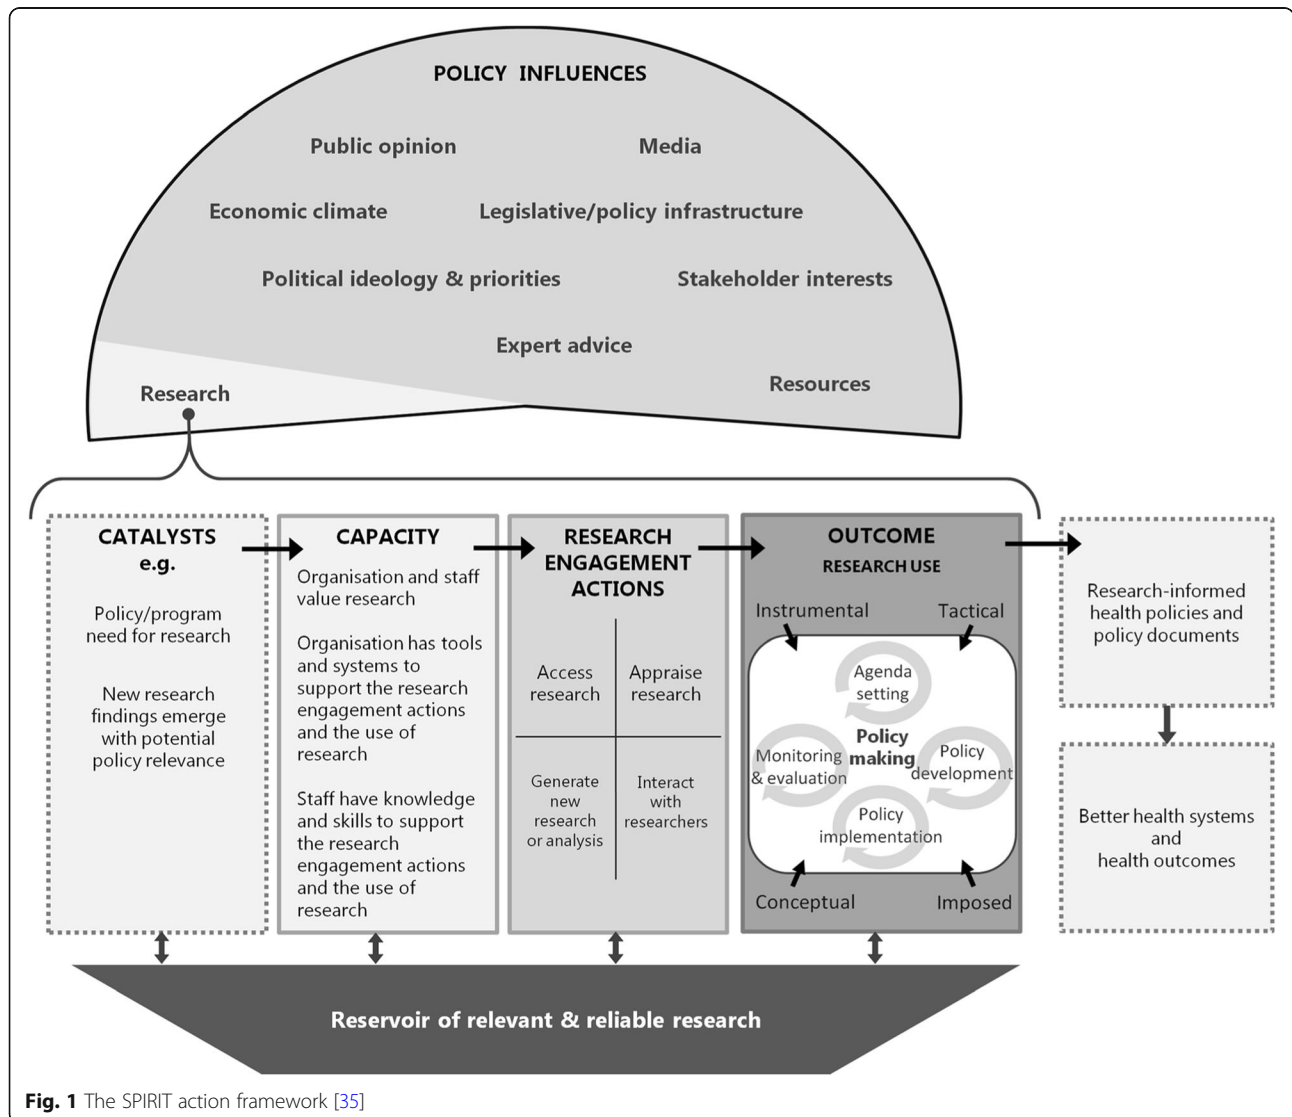 POLICY INFLUENCES
Public opinion
Media
Economic climate
Legislative/policy infrastructure
Political ideology & priorities
Stakeholder interests
Expert advice
Resources
Research
CATALYSTS
e.g.
Policy/program
need for research
New research
findings emerge
with potential
policy relevance
CAPACITY
Organisation and staff
value research
Organisation has tools
and systems to
support the research
engagement actions
and the use of
research
Staff have knowledge
and skills to support
the research
engagement actions
and the use of
research
RESEARCH
ENGAGEMENT
ACTIONS
Access
research
Appraise
research
Generate
new
research
or analysis
Interact
with
researchers
OUTCOME
RESEARCH USE
Instrumental
Tactical
Agenda
setting
Policy
making
Monitoring
& evaluation
Policy
development
Policy
implementation
Conceptual
Imposed
Research-informed
health policies and
policy documents
Better health systems
and
health outcomes
Reservoir of relevant & reliable research
Fig. 1 The SPIRIT action framework [35]